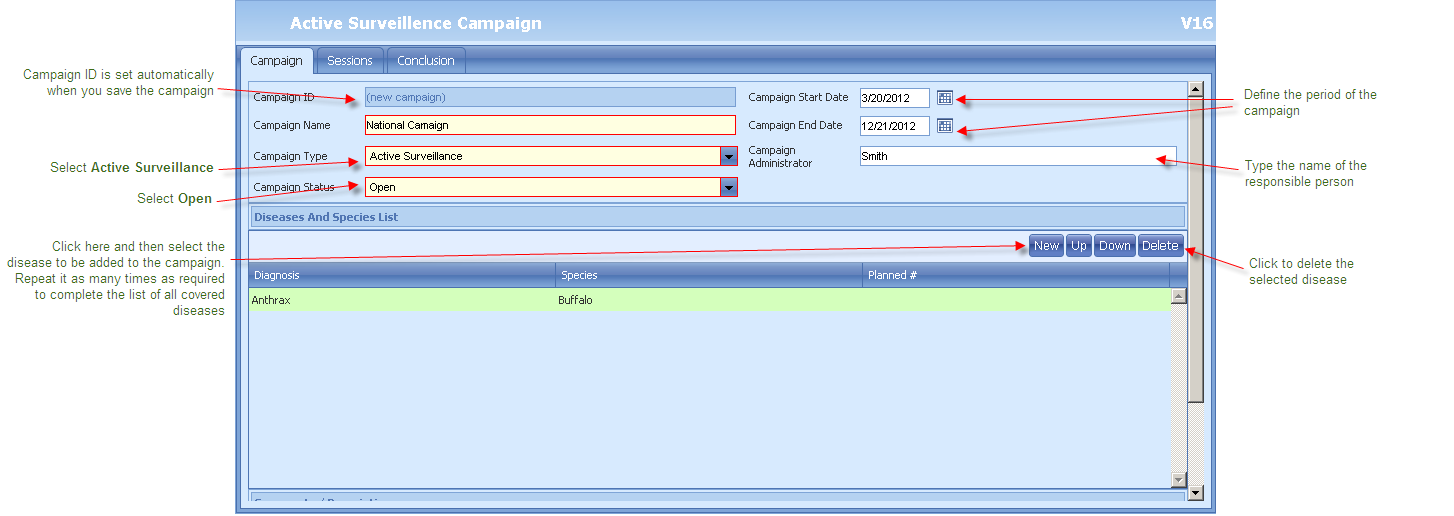 Active Surveillence Campaign
V16
Campaign
Sessions
Conclusion
Campaign ID is set automatically
when you save the campaign
Campaign ID
(new campaign)
Campaign Start Date
3/20/2012
Define the period of the
campaign
Campaign Name
National Camaign
Campaign End Date
12/21/2012
Select Active Surveillance
Campaign Type
Active Surveillance
Campaign
Administrator
Smith
Type the name of the
responsible person
Select Open
Campaign Status
Open
Diseases And Species List
Click here and then select the
disease to be added to the campaign.
Repeat it as many times as required
to complete the list of all covered
diseases
New
Up
Down
Delete
Click to delete the
selected disease
Diagnosis
Species
Planned #
Anthrax
Buffalo